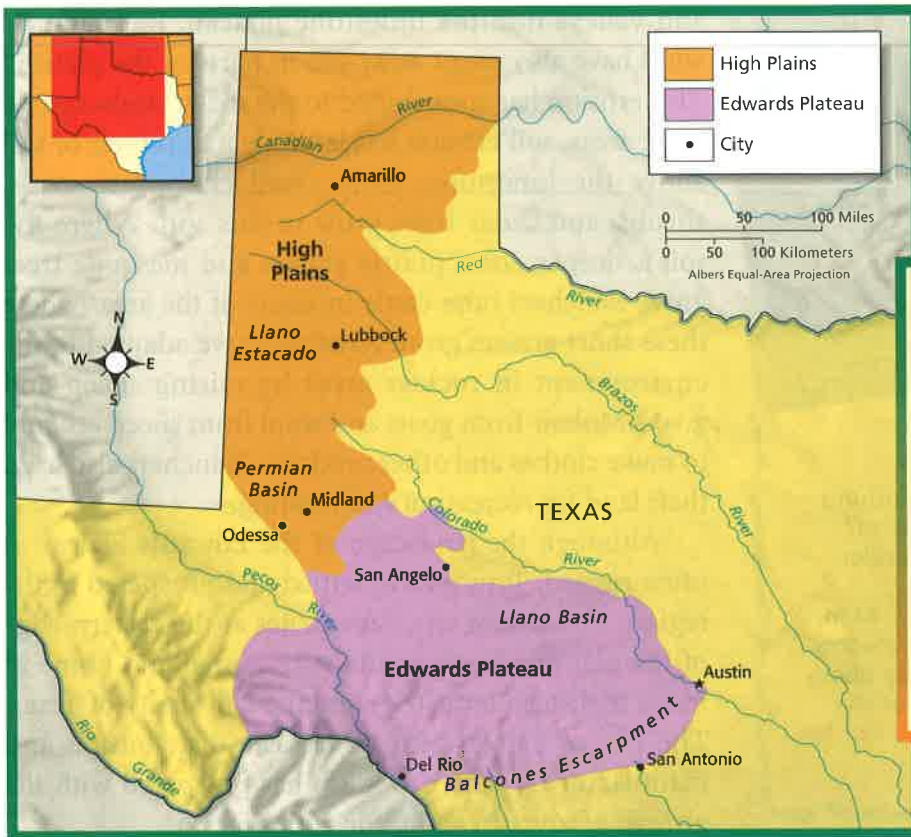 High Plains
Edwards Plateau
City
0 50 100 Miles
0 50 100 Kilometers
Albers Equal-Area Projection
Canadian River
Amarillo
High
Plains
Red River
Llano
Estacado
Lubbock
N
W E
S
Brazos River
Permian
Basin
Midland
Odessa
Colorado River
TEXAS
San Angelo
Pecos River
Llano Basin
Edwards Plateau
Austin
Rio Grande
Del Rio
Balcones Escarpment
San Antonio